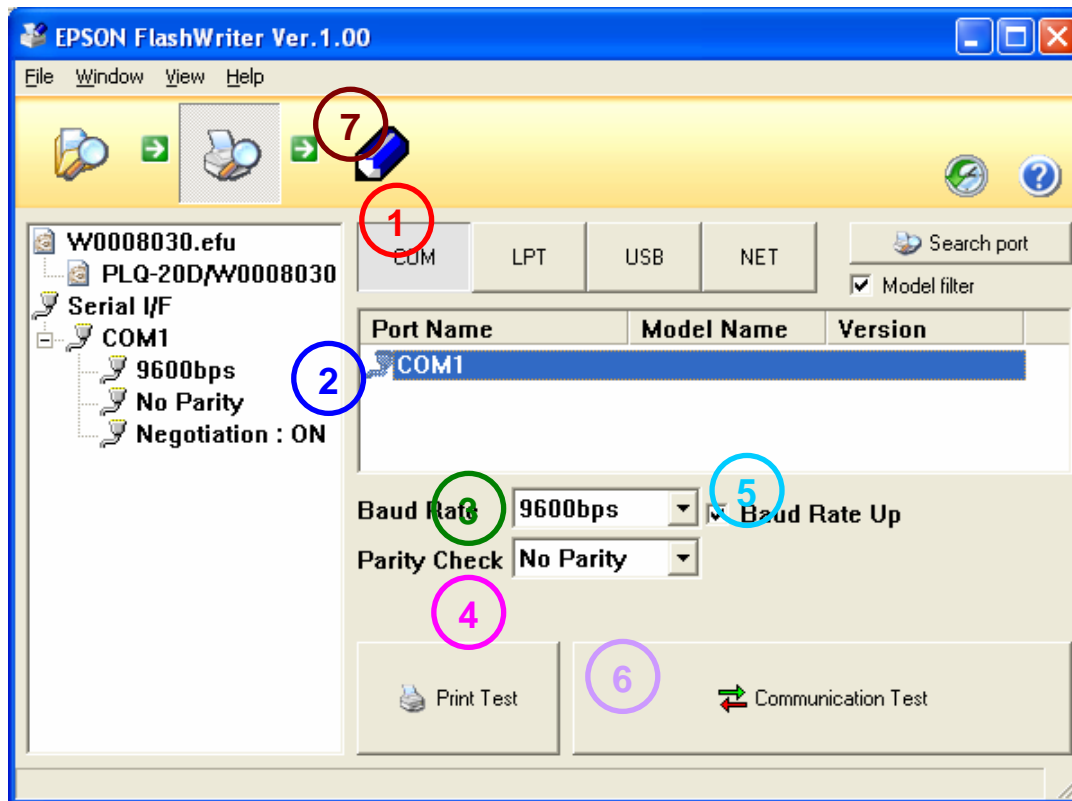 EPSON FlashWriter Ver.1.00
File Window View Help
7
1
W0008030.efu
PLQ-20D/W0008030
Serial I/F
COM1
9600bps
No Parity
Negotiation : ON
COM LPT USB NET
Search port
Model filter
Port Name Model Name Version
COM1
2
Baud Rate 9600bps Baud Rate Up
3
5
Parity Check No Parity
4
6
Print Test Communication Test